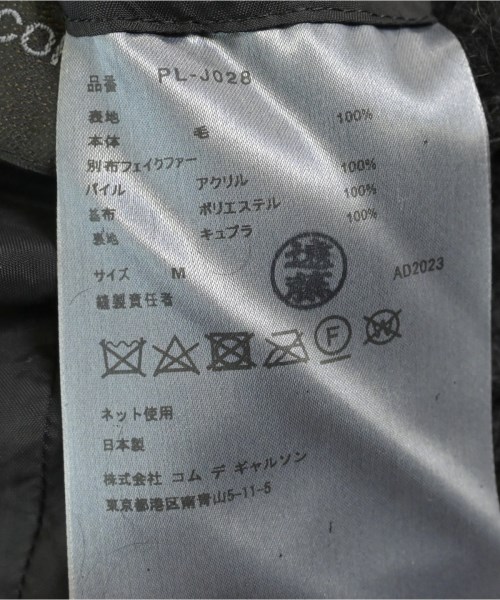 COM
品番 PL-J028
表地
本体 毛 100%
別布フェイクファー
パイル アクリル 100%
基布 ポリエステル 100%
裏地 キュプラ 100%
サイズ M
縫製責任者 遠藤
AD2023
F W
ネット使用
日本製
株式会社 コム デ ギャルソン
東京都港区南青山5-11-5